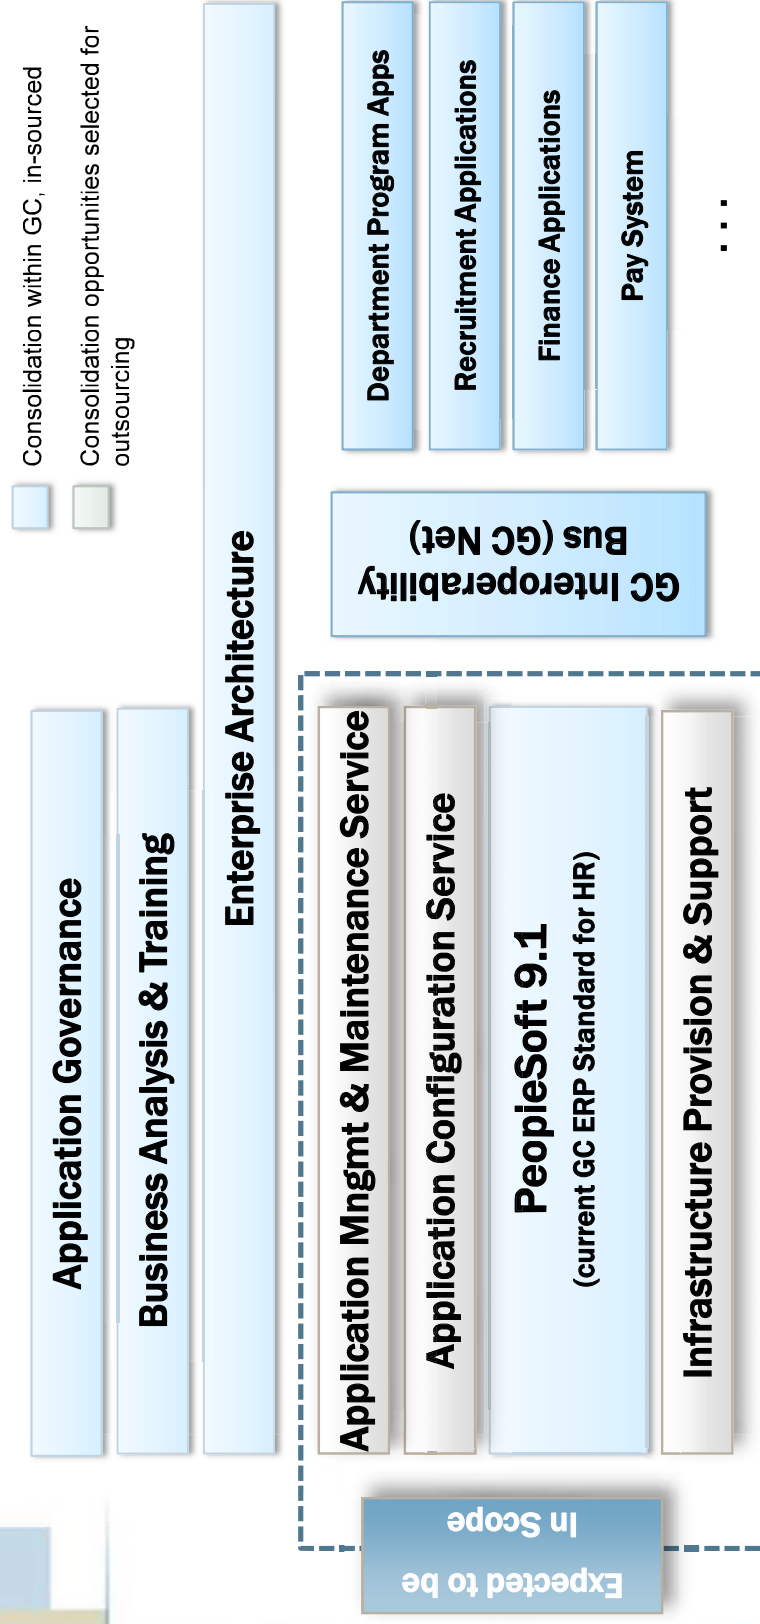 Consolidation within GC, in-sourced
Consolidation opportunities selected for
outsourcing
Application Governance
Business Analysis & Training
Enterprise Architecture
Expected to be
In Scope
Application Mngmt & Maintenance Service
Application Configuration Service
PeopleSoft 9.1
(current GC ERP Standard for HR)
Infrastructure Provision & Support
GC Interoperability
Bus (GC Net)
Department Program Apps
Recruitment Applications
Finance Applications
Pay System
...